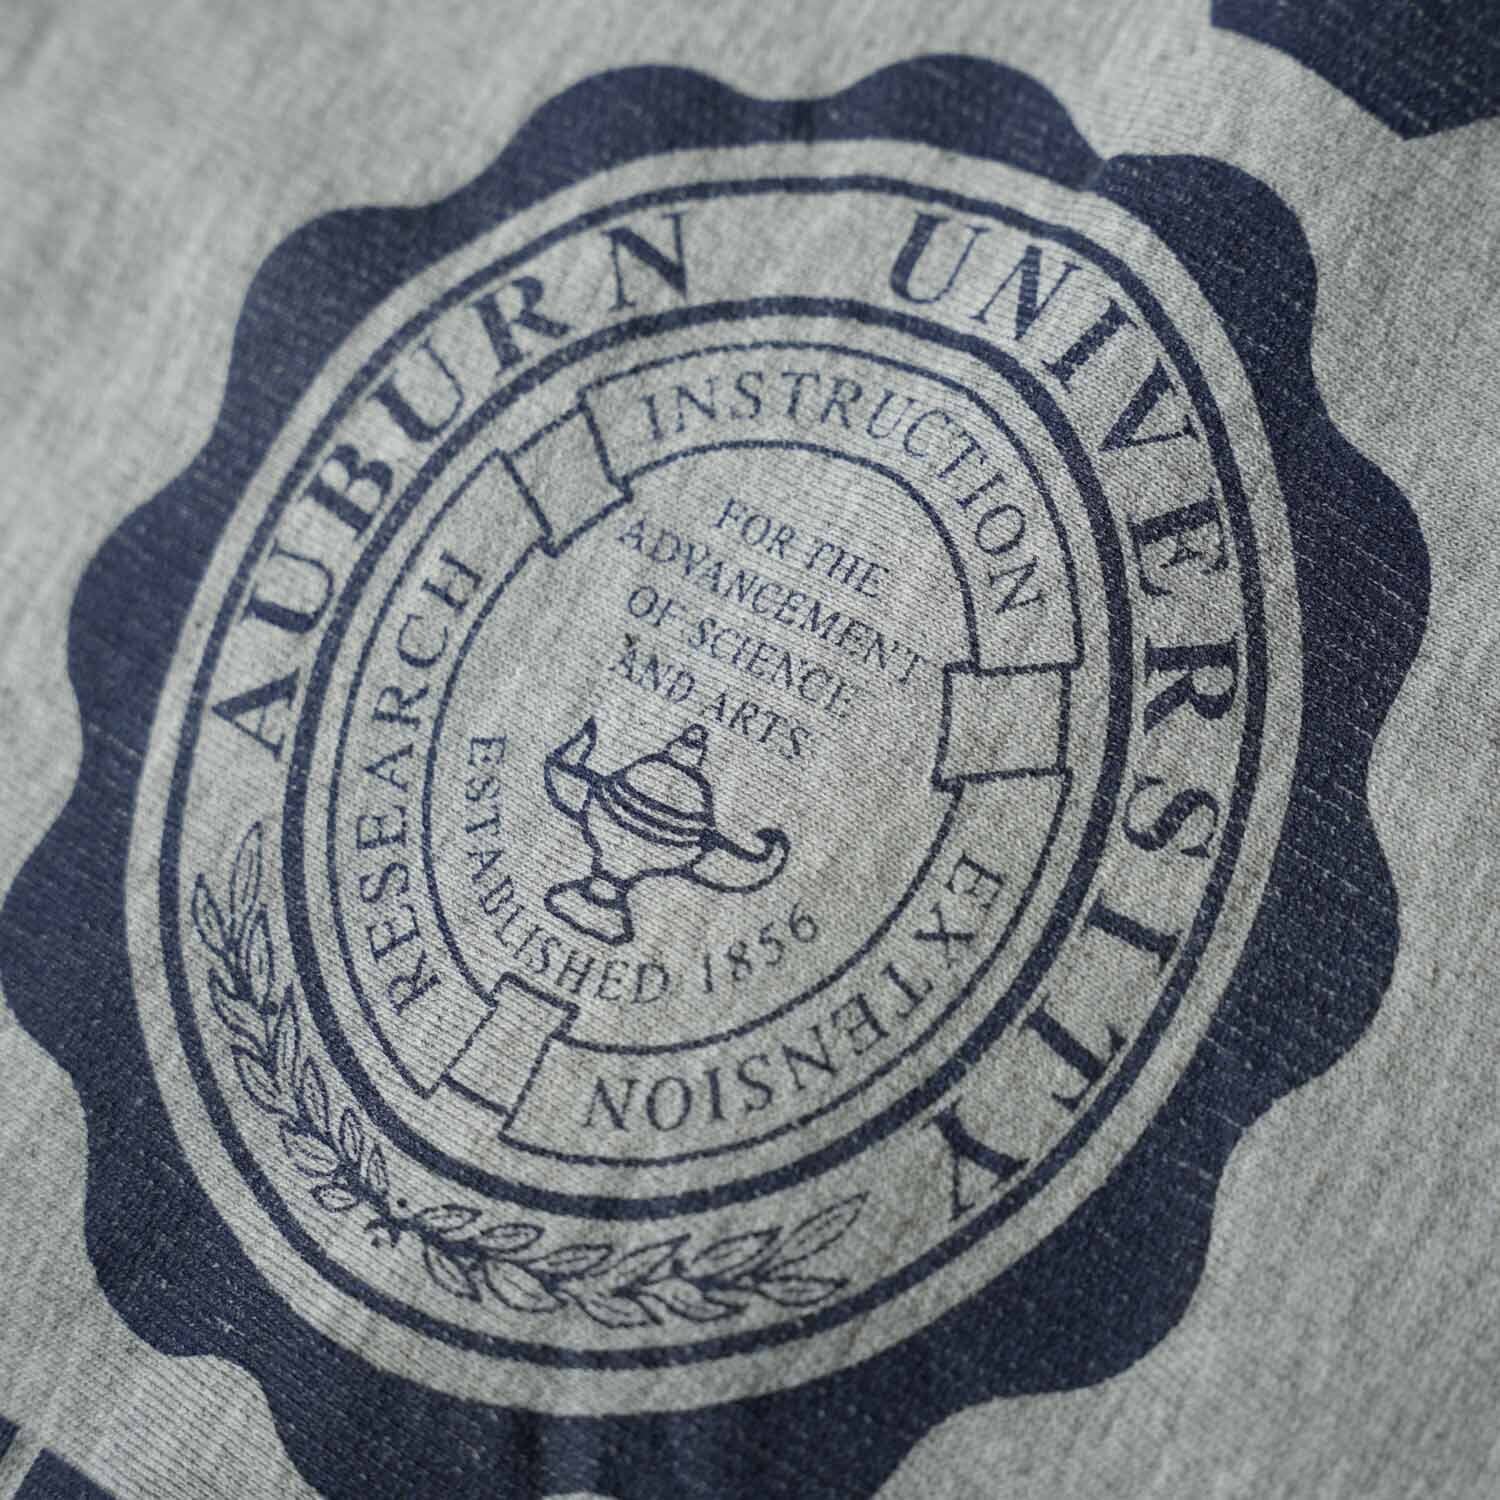 AUBURN UNIVERSITY
RESEARCH
INSTRUCTION
EXTENSION
FOR THE
ADVANCEMENT
OF SCIENCE
AND ARTS
ESTABLISHED 1856